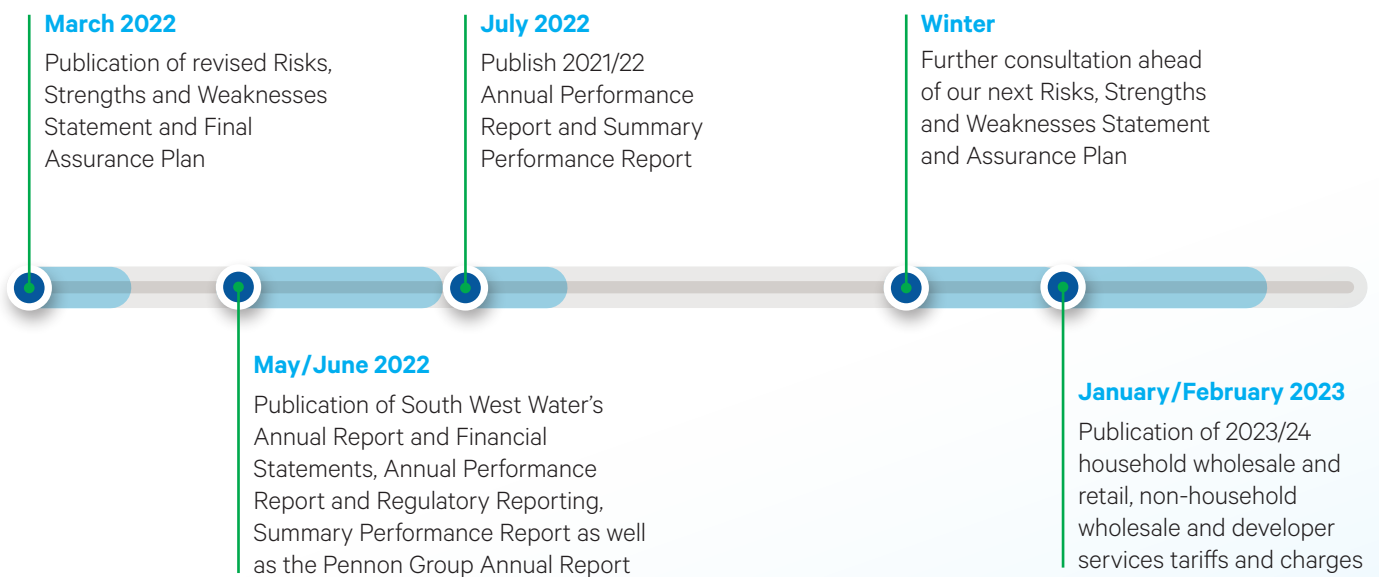 March 2022
Publication of revised Risks,
Strengths and Weaknesses
Statement and Final
Assurance Plan
July 2022
Publish 2021/22
Annual Performance
Report and Summary
Performance Report
Winter
Further consultation ahead
of our next Risks, Strengths
and Weaknesses Statement
and Assurance Plan
May/June 2022
Publication of South West Water’s
Annual Report and Financial
Statements, Annual Performance
Report and Regulatory Reporting,
Summary Performance Report as well
as the Pennon Group Annual Report
January/February 2023
Publication of 2023/24
household wholesale and
retail, non-household
wholesale and developer
services tariffs and charges